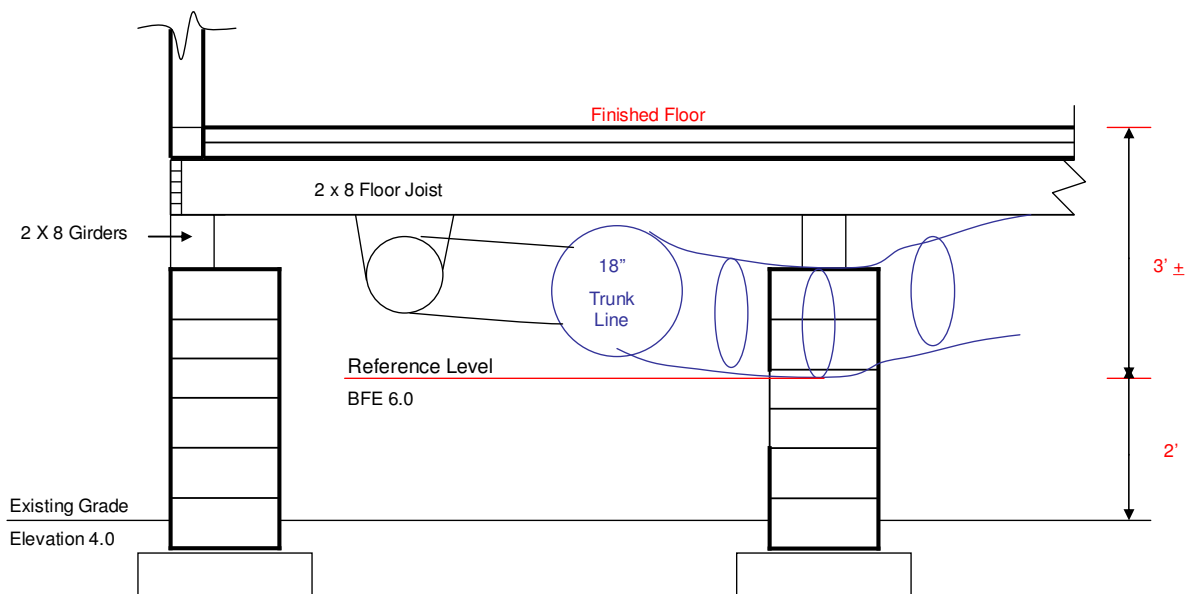 Finished Floor
2 x 8 Floor Joist
2 X 8 Girders
18”
Trunk
Line
3’ ±
Reference Level
BFE 6.0
2’
Existing Grade
Elevation 4.0